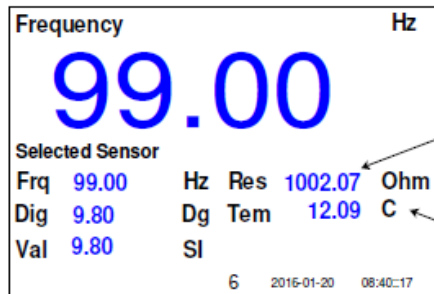 Frequency Hz
99.00
Selected Sensor
Frq 99.00 Hz Res 1002.07 Ohm
Dig 9.80 Dg Tem 12.09 C
Val 9.80 SI
6 2016-01-20 08:40::17